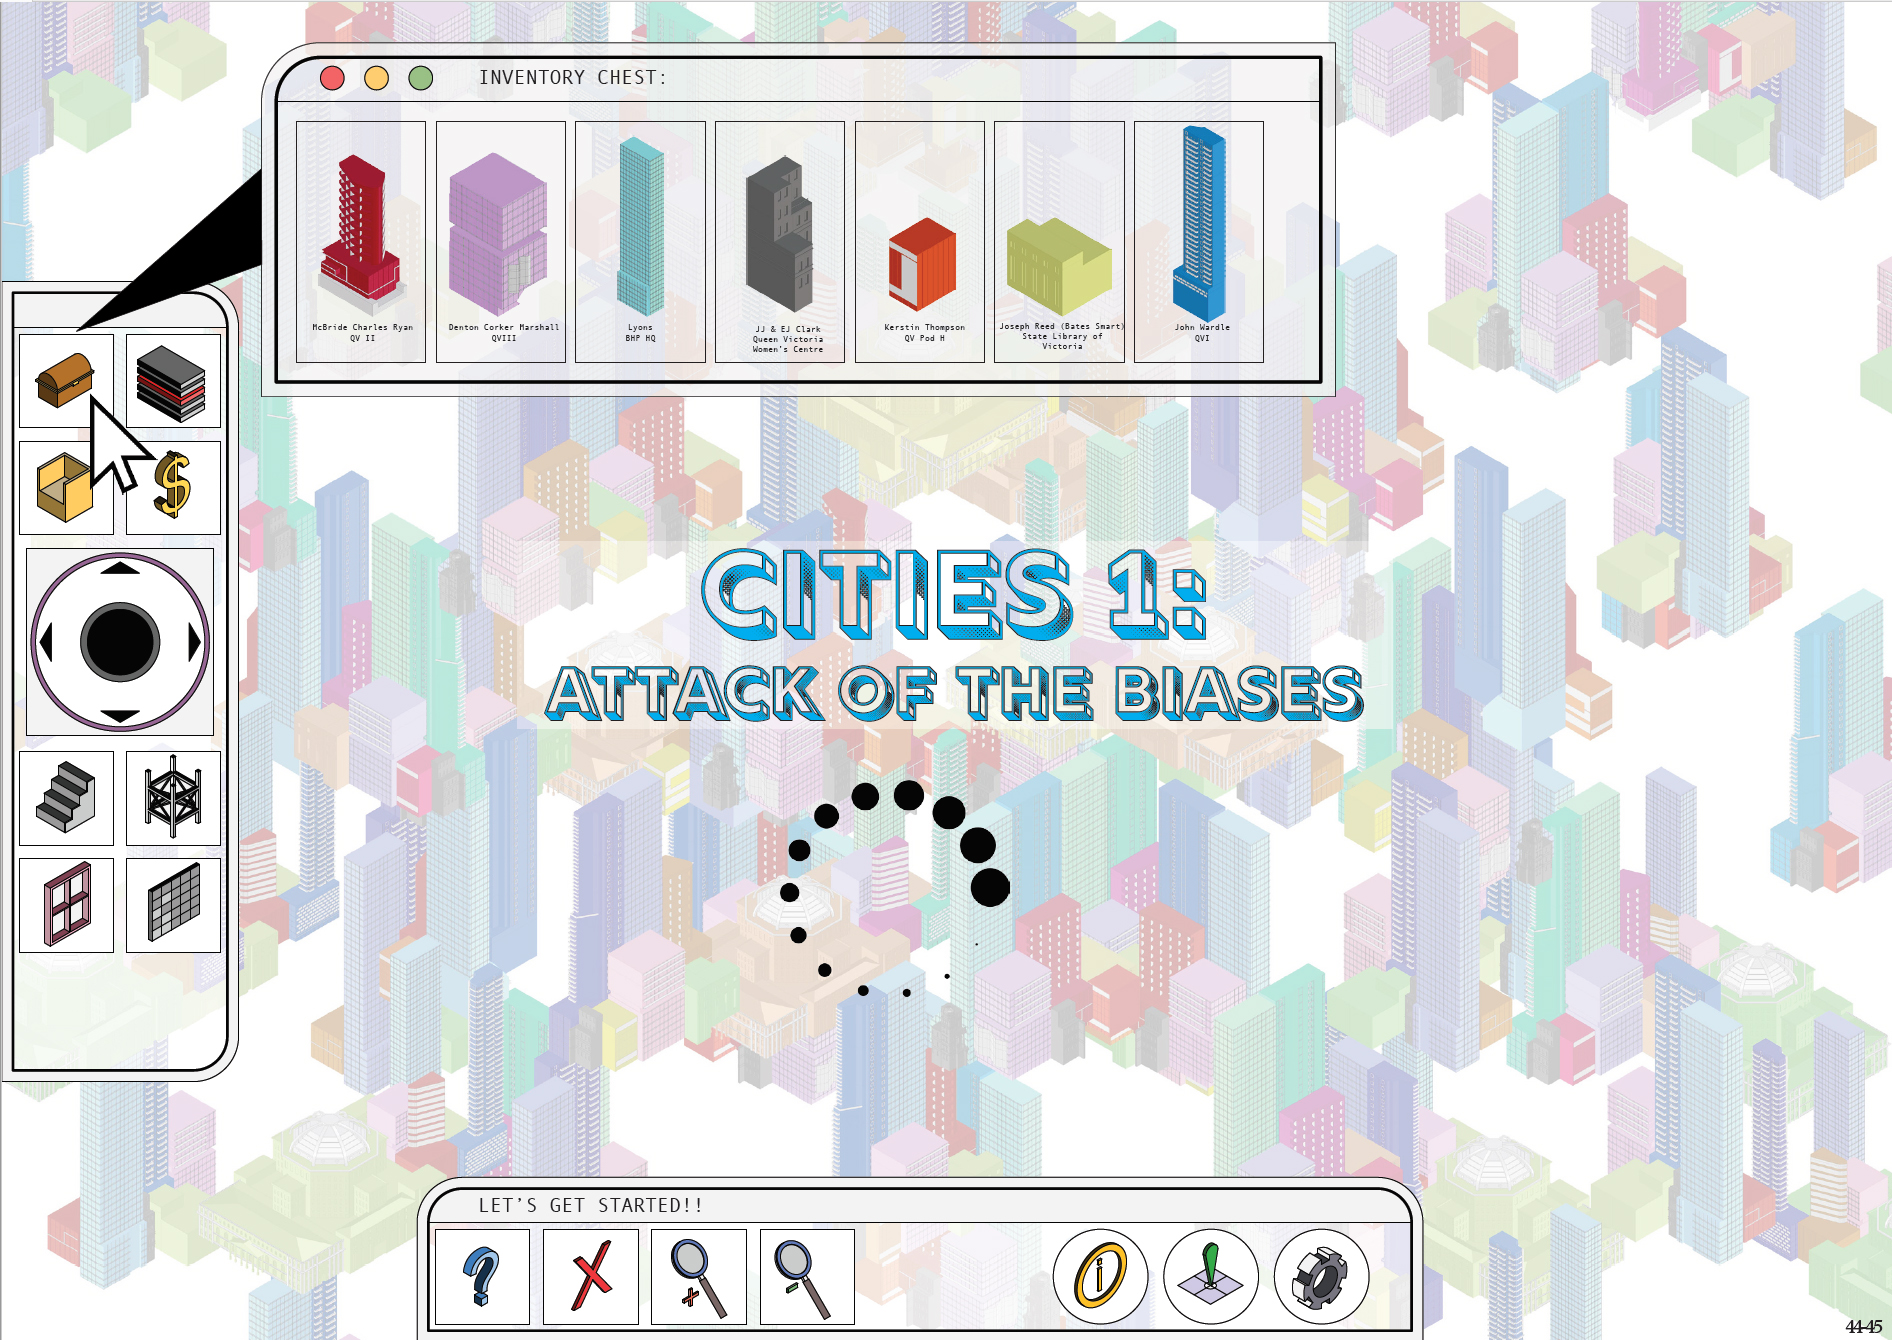 INVENTORY CHEST:
McBride Charles Ryan
QV II
Denton Corker Marshall
QVIII
Lyons
BHP HQ
JJ & EJ Clark
Queen Victoria
Women's Centre
Kerstin Thompson
QV Pod H
Joseph Reed (Bates Smart)
State Library of
Victoria
John Wardle
QVI
CITIES 1:
ATTACK OF THE BIASES
LET'S GET STARTED!!
44-45